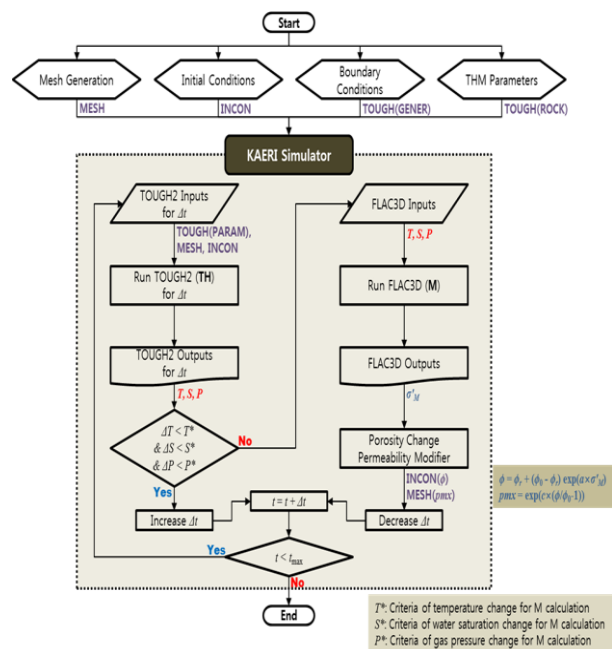 Start
Mesh Generation
Initial Conditions
Boundary
Conditions
THM Parameters
MESH
INCON
TOUGH(GENER)
TOUGH(ROCK)
KAERI Simulator
TOUGH2 Inputs
for Δt
FLAC3D Inputs
TOUGH(PARAM),
MESH, INCON
T, S, P
Run TOUGH2 (TH)
for Δt
Run FLAC3D (M)
TOUGH2 Outputs
for Δt
FLAC3D Outputs
T, S, P
σ'M
ΔT < T*
& ΔS < S*
& ΔP < P*
No
Porosity Change
Permeability Modifier
Yes
INCON(ϕ)
MESH(pmx)
ϕ = ϕr + (ϕ0 - ϕr) exp(a×σ'M)
pmx = exp(c×(ϕ/ϕ0-1))
Increase Δt
t = t + Δt
Decrease Δt
Yes
t < tmax
No
End
T*: Criteria of temperature change for M calculation
S*: Criteria of water saturation change for M calculation
P*: Criteria of gas pressure change for M calculation